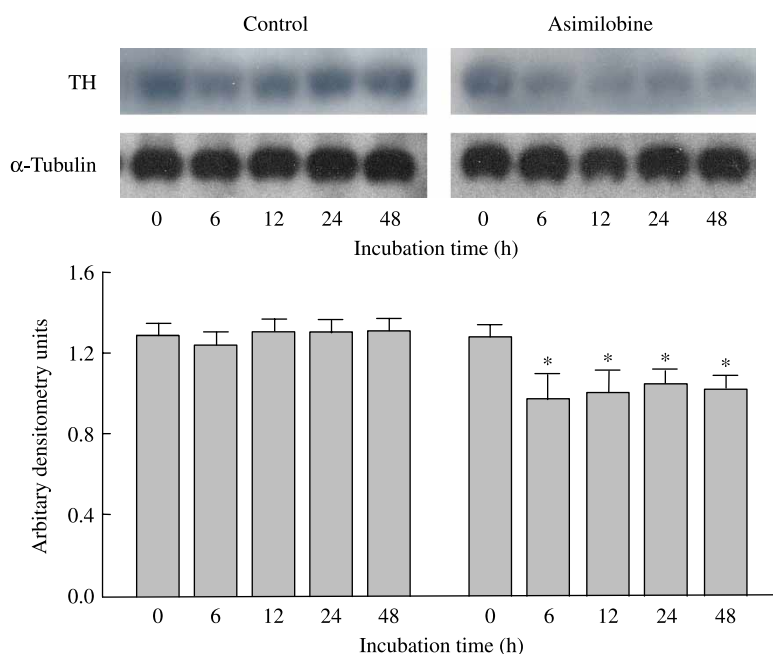 Control Asimilobine
TH
α-Tubulin
0 6 12 24 48 0 6 12 24 48
Incubation time (h)
Arbitary densitometry units
1.6
1.2
0.8
0.4
0.0
* * * *
0 6 12 24 48 0 6 12 24 48
Incubation time (h)